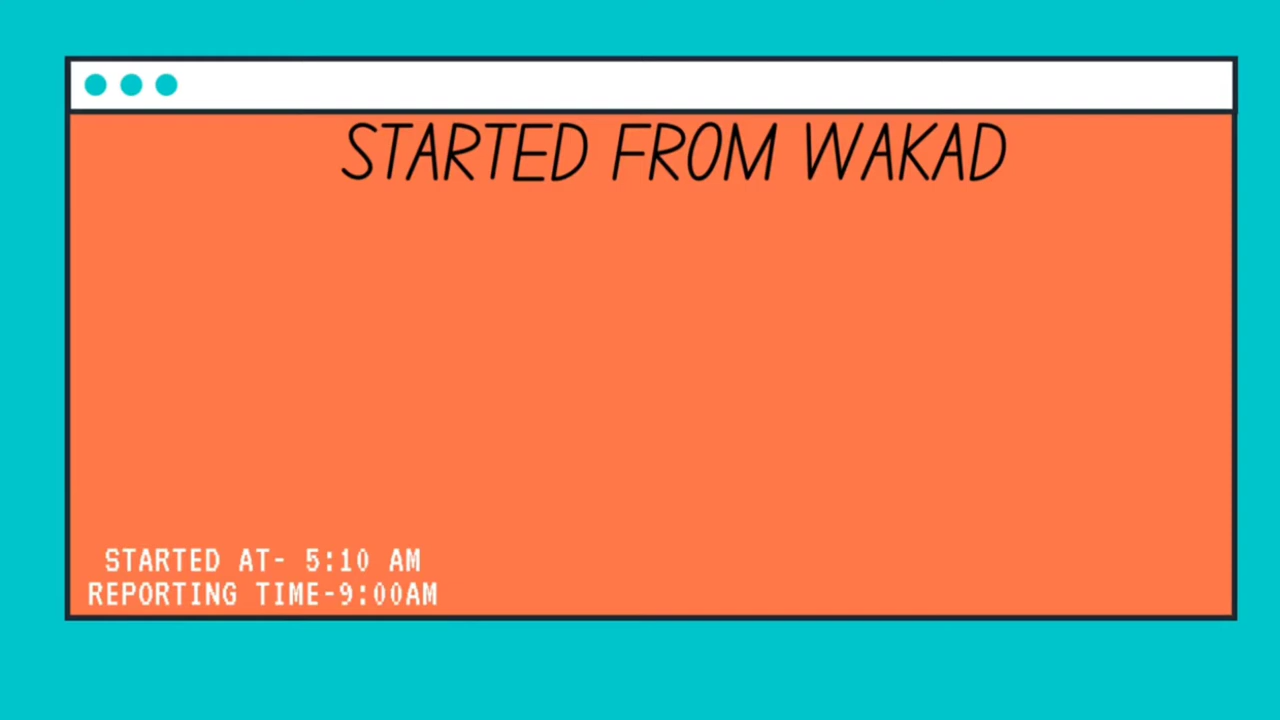 STARTED FROM WAKAD
STARTED AT- 5:10 AM
REPORTING TIME-9:00AM